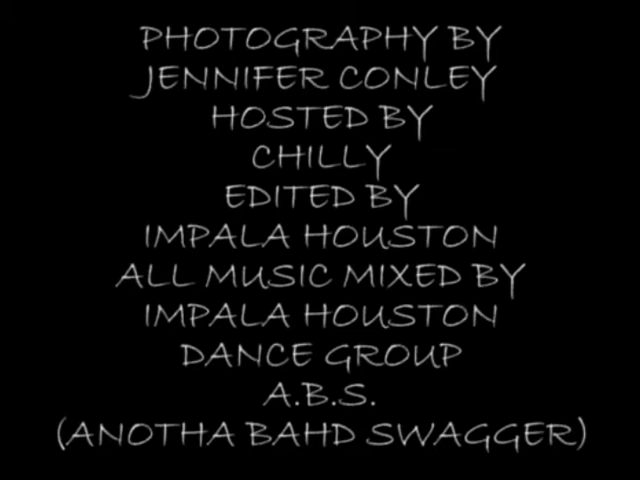 PHOTOGRAPHY BY
JENNIFER CONLEY
HOSTED BY
CHILLY
EDITED BY
IMPALA HOUSTON
ALL MUSIC MIXED BY
IMPALA HOUSTON
DANCE GROUP
A.B.S.
(ANOTHA BAHD SWAGGER)